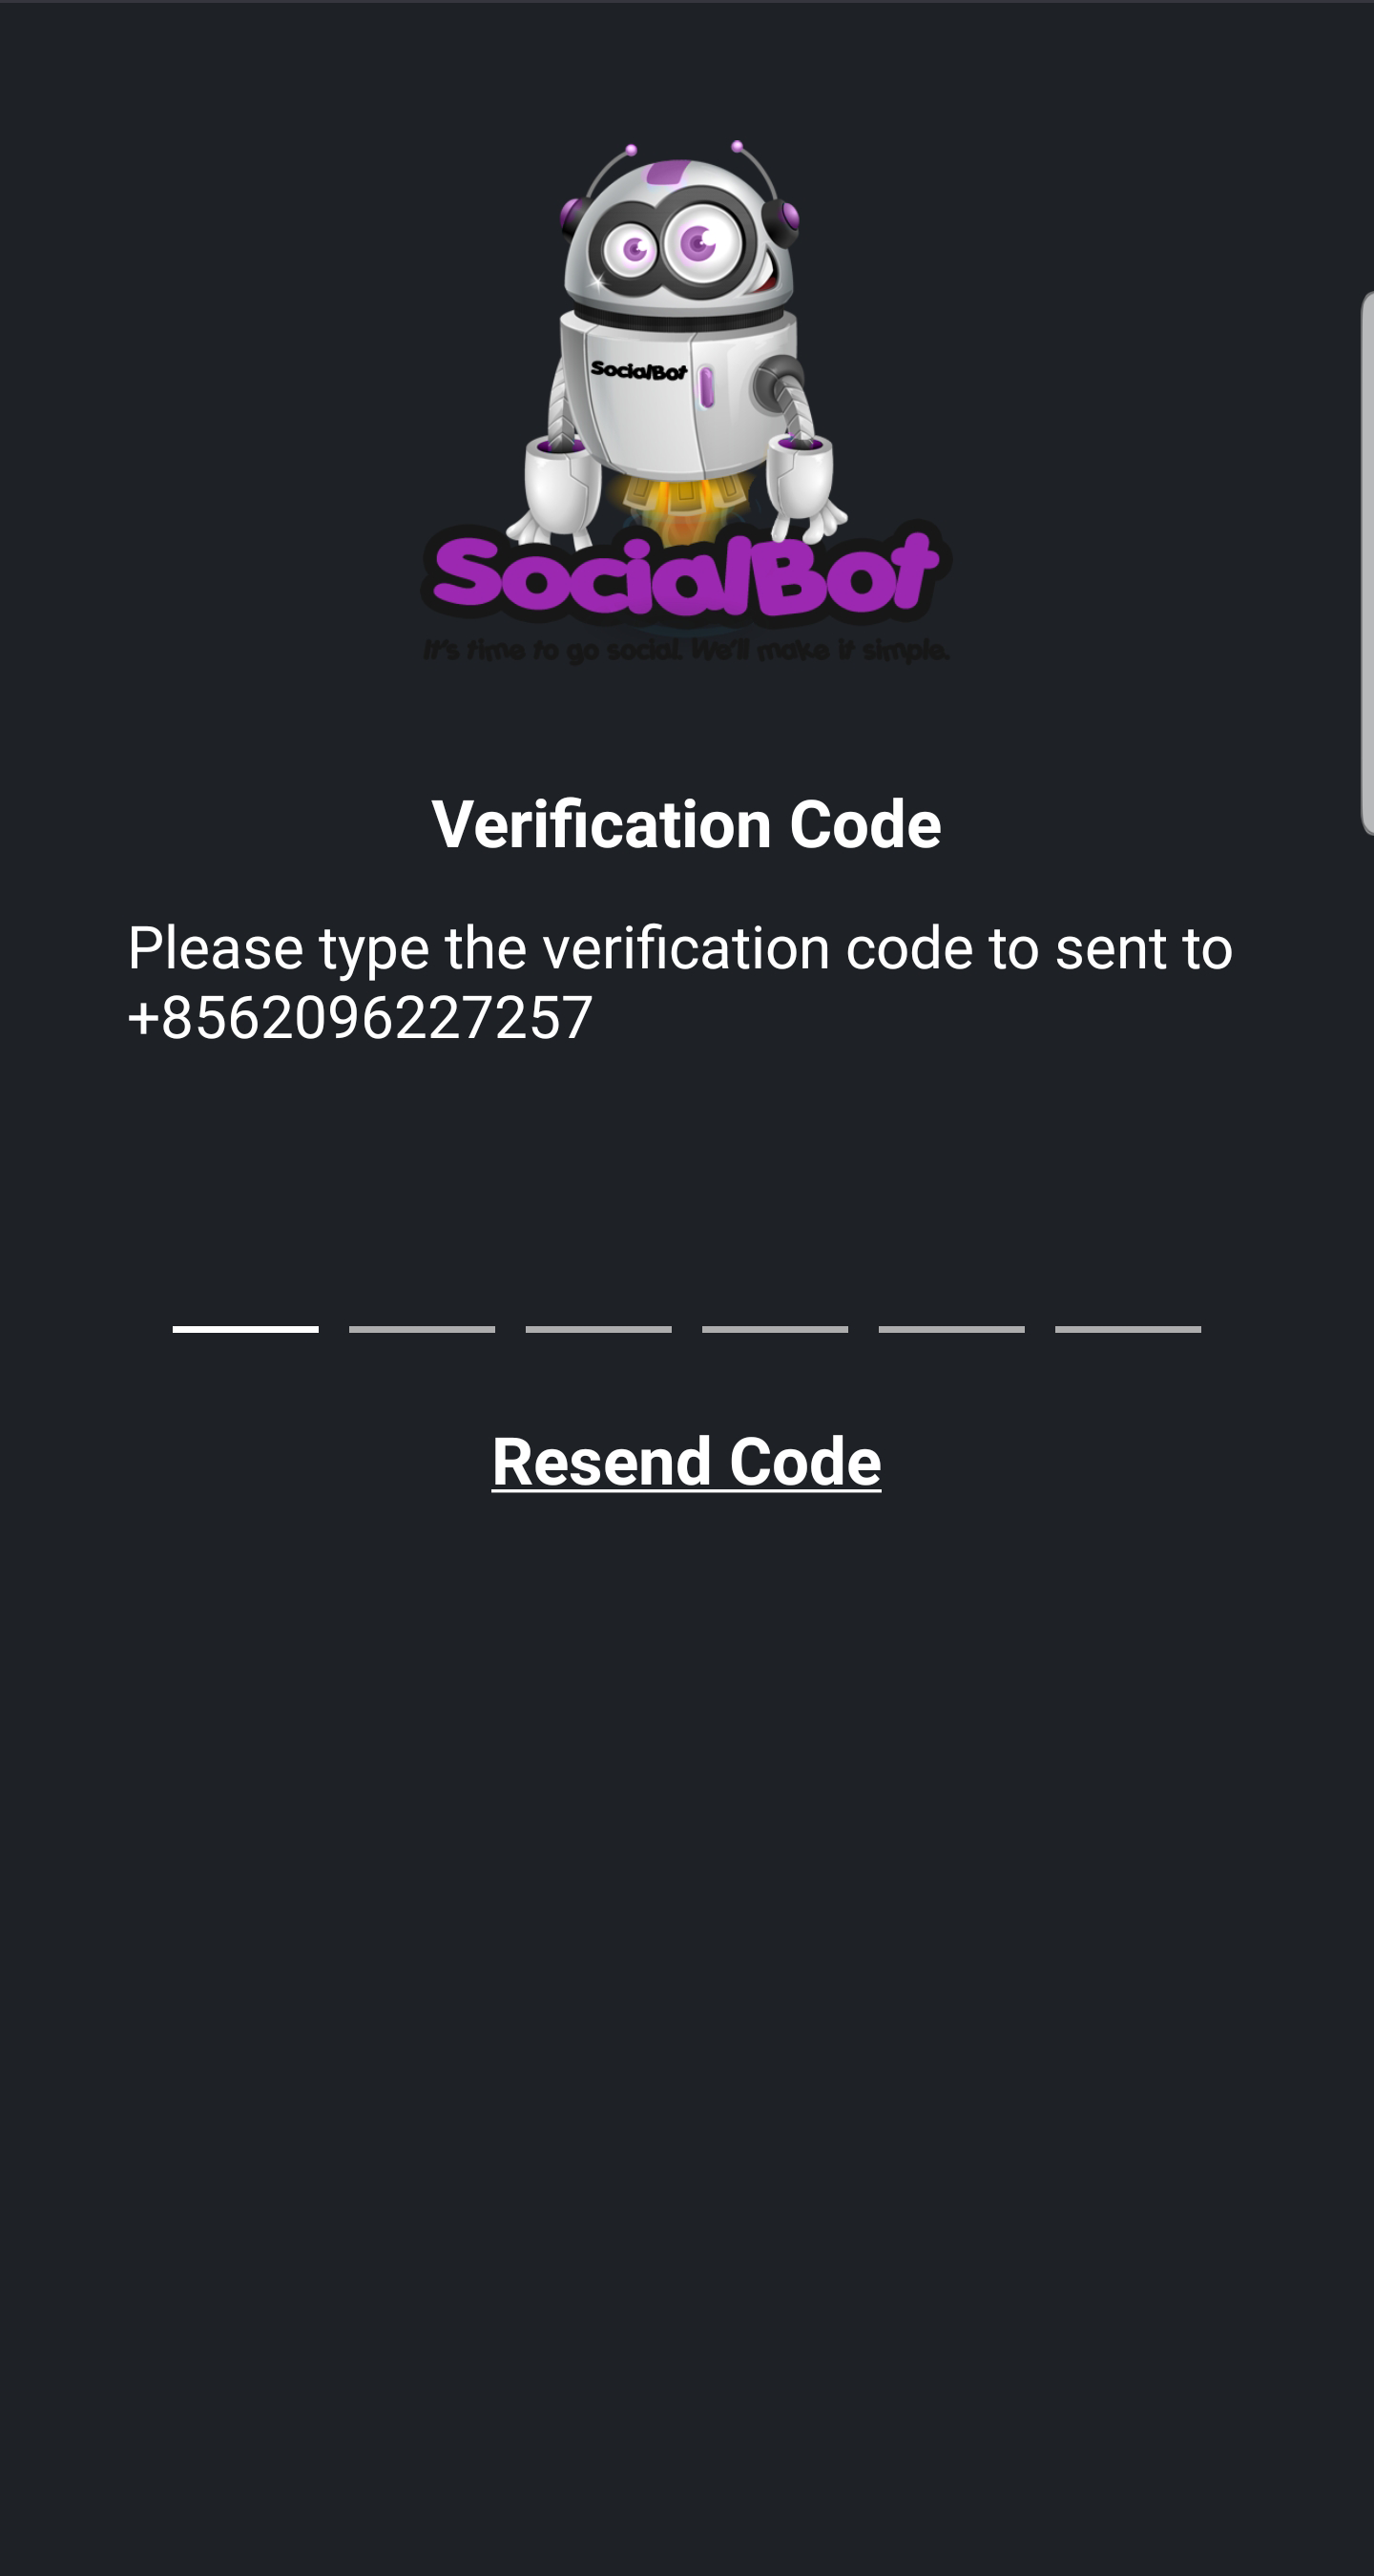 SocialBot
SocialBot
It's time to go social. We'll make it simple.
Verification Code
Please type the verification code to sent to
+8562096227257
Resend Code